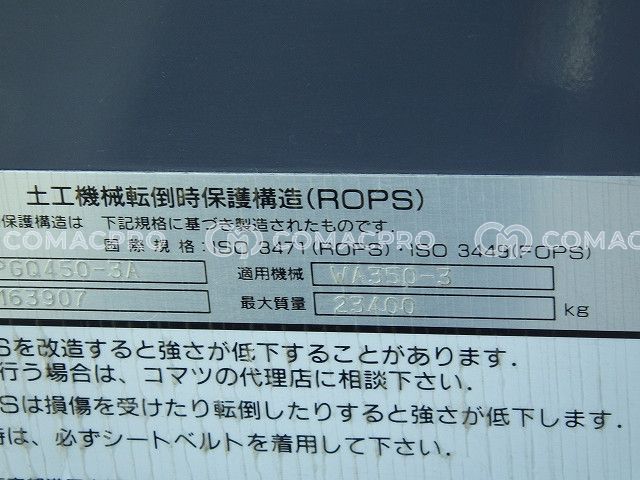 土工機械転倒時保護構造(ROPS)
保護構造は 下記規格に基づき製造されたものです.
国際規格:ISO 3471(ROPS)・ISO 3449(FOPS)
COMACPRO COMACPRO COMACPRO
PGQ450-3A 適用機械 WA350-3
163907 最大質量 23400 kg
Sを改造すると強さが低下することがあります.
行う場合は、コマツの代理店に相談下さい.
Sは損傷を受けたり転倒したりすると強さが低下します.
時は、必ずシートベルトを着用して下さい.